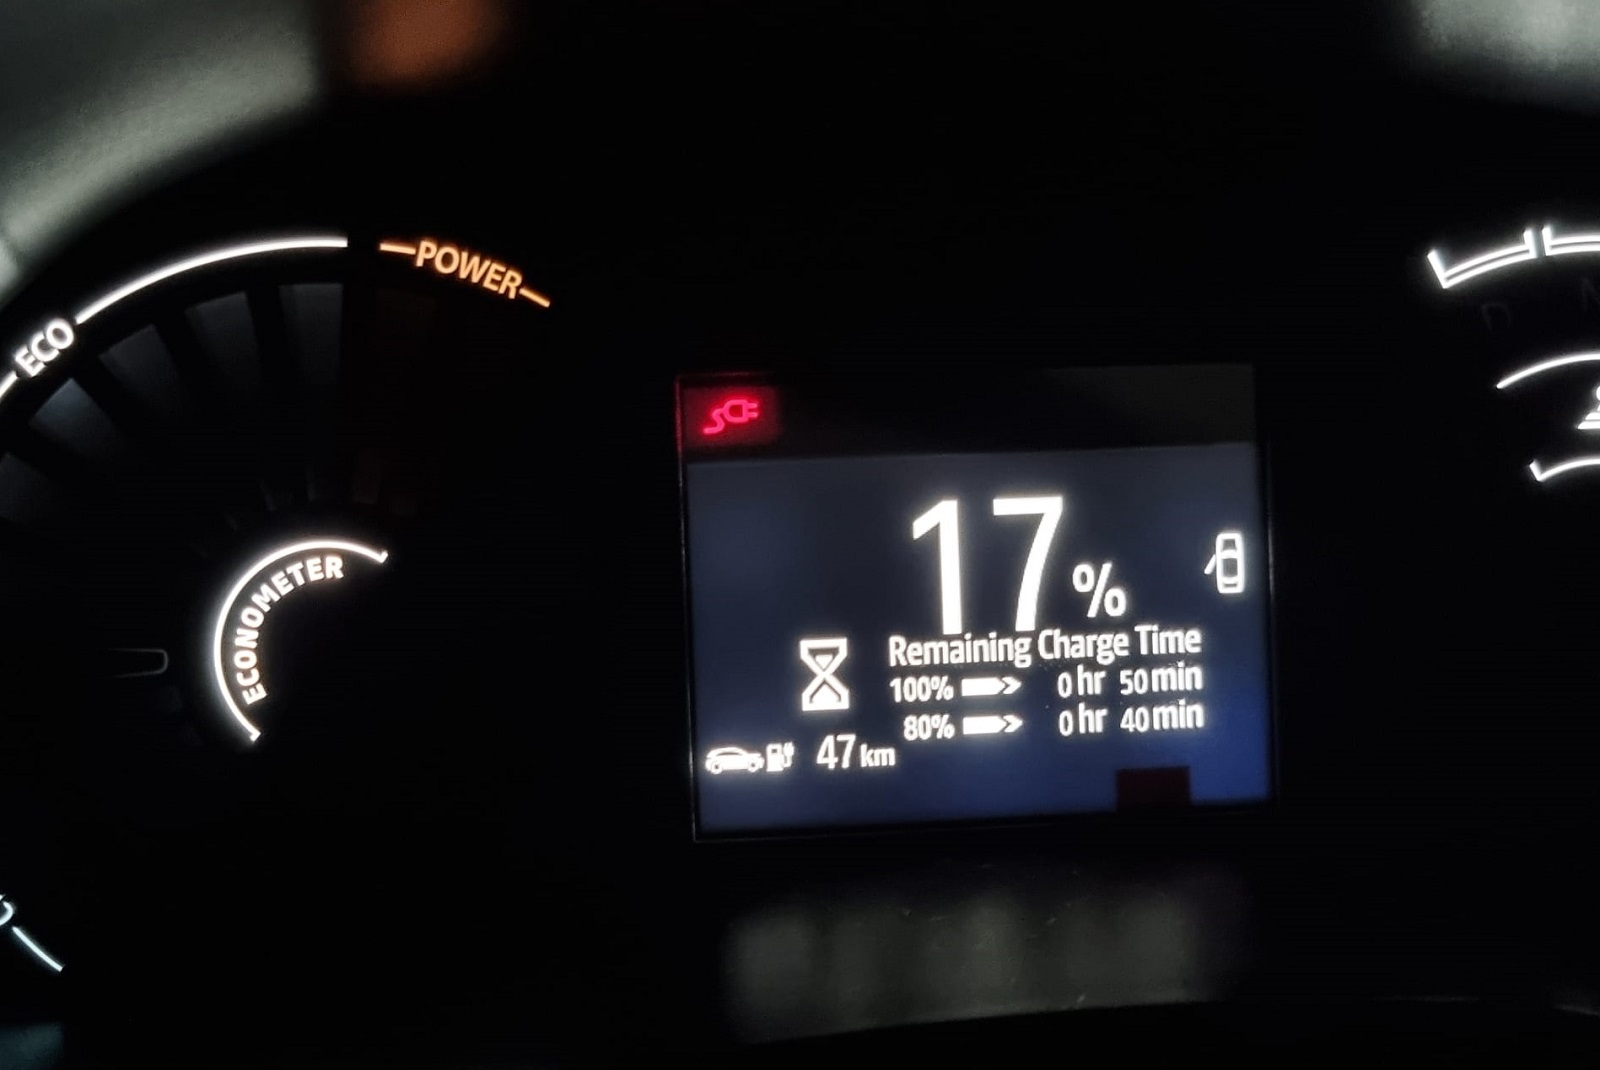 POWER
ECO
ECONOMETER
17%
Remaining Charge Time
100% 0 hr 50 min
80% 0 hr 40 min
47 km
D